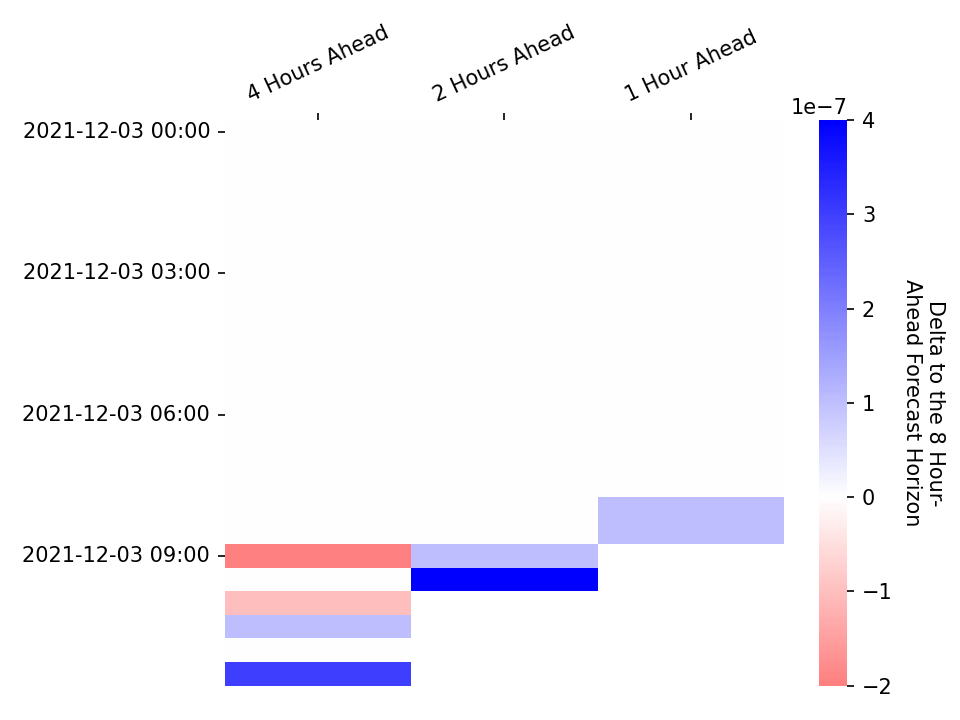 4 Hours Ahead
2 Hours Ahead
1 Hour Ahead
1e−7
2021-12-03 00:00
2021-12-03 03:00
2021-12-03 06:00
2021-12-03 09:00
4
3
2
1
0
−1
−2
Delta to the 8 Hour-
Ahead Forecast Horizon